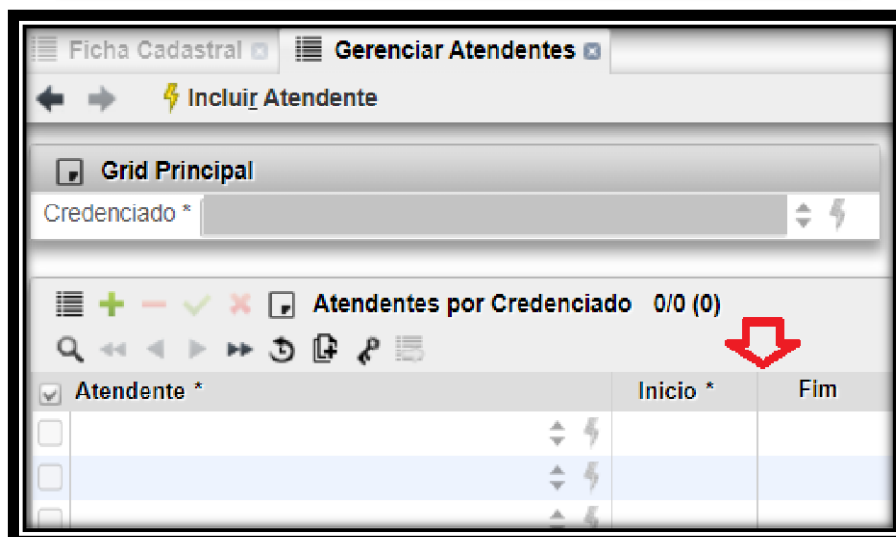 Ficha Cadastral Gerenciar Atendentes
Incluir Atendente
Grid Principal
Credenciado *
Atendentes por Credenciado 0/0 (0)
Atendente * Inicio * Fim